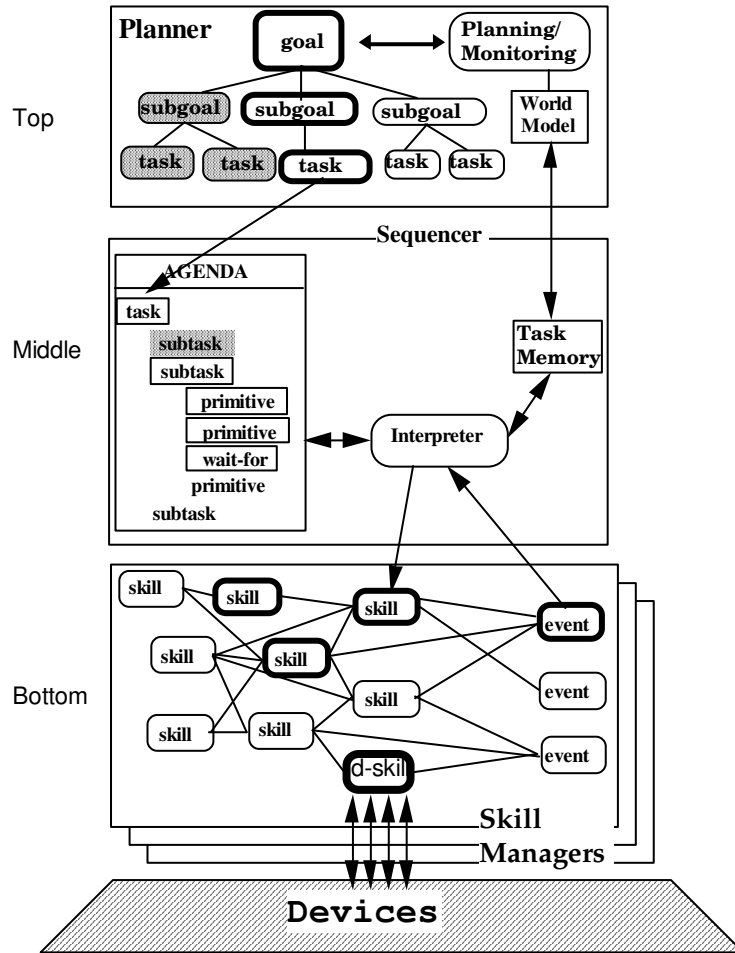 Planner
goal
Planning/
Monitoring
Top
subgoal
subgoal
subgoal
World
Model
task
task
task
task
task
Sequencer
AGENDA
task
Middle
subtask
subtask
primitive
primitive
wait-for
primitive
subtask
Interpreter
Task
Memory
skill
skill
skill
event
skill
skill
Bottom
skill
event
skill
skill
event
d-skill
Skill
Managers
Devices